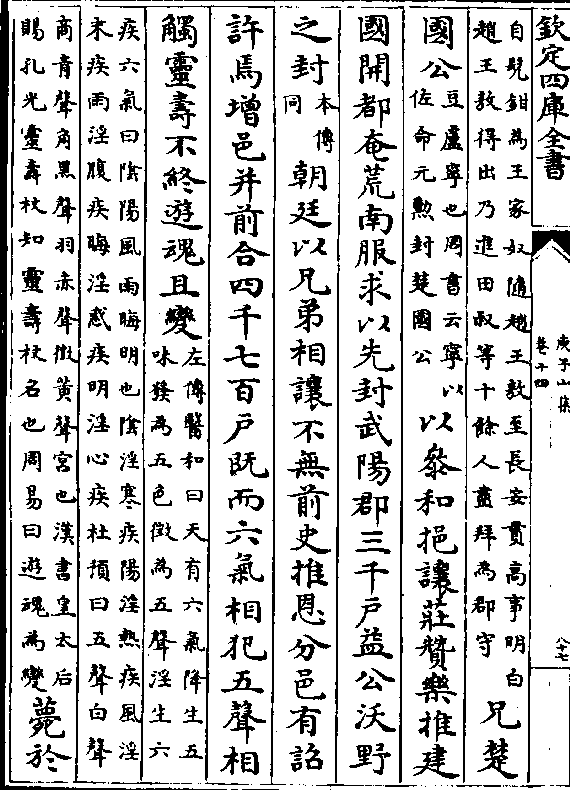 欽定四庫全書
庾子山集
卷十四
八十七
自髠鉗為王家奴隨趙王敖至長安貫高事明白
趙王敖得出乃進田叔等十餘人盡拜為郡守
兄楚
國公
豆盧寧也周書云寧以
佐命元勲封楚國公
以叅和挹讓莊贊樂推建
國開都奄荒南服求以先封武陽郡三千戸益公沃野
之封
本傳
同
朝廷以兄弟相讓不無前史推恩分邑有詔
許焉増邑并前合四千七百戸既而六氣相犯五聲相
觸靈壽不終遊魂且變
左傳醫和曰天有六氣降生五
味發為五色徴為五聲淫生六
疾六氣曰隂陽風雨晦明也隂淫寒疾陽淫熱疾風淫
末疾雨淫腹疾晦淫惑疾明淫心疾杜預曰五聲白聲
商青聲角黒聲羽赤聲徴黄聲宮也漢書皇太后
賜孔光靈壽杖知靈壽杖名也周易曰遊魂為變
薨於